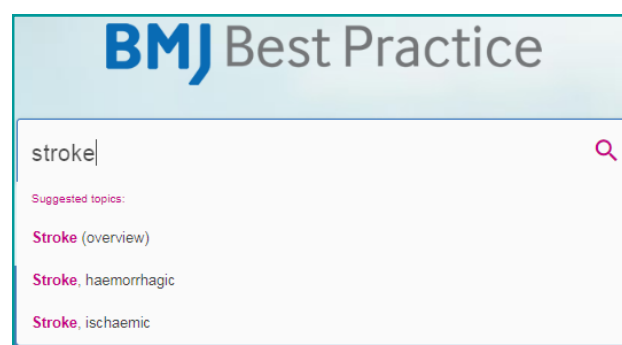 BMJ Best Practice
stroke
Suggested topics:
Stroke (overview)
Stroke, haemorrhagic
Stroke, ischaemic